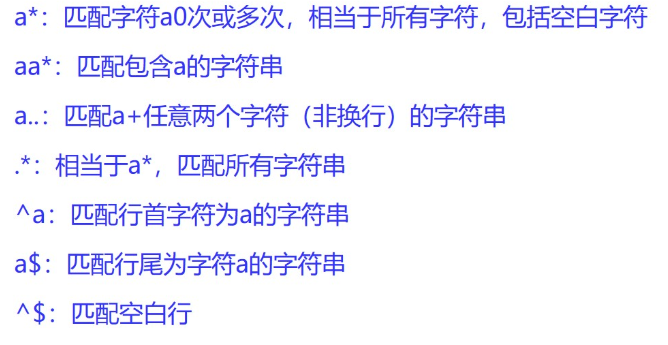 a*：匹配字符a0次或多次，相当于所有字符，包括空白字符
aa*：匹配包含a的字符串
a..：匹配a+任意两个字符（非换行）的字符串
.*：相当于a*，匹配所有字符串
^a：匹配行首字符为a的字符串
a$：匹配行尾为字符a的字符串
^$：匹配空白行